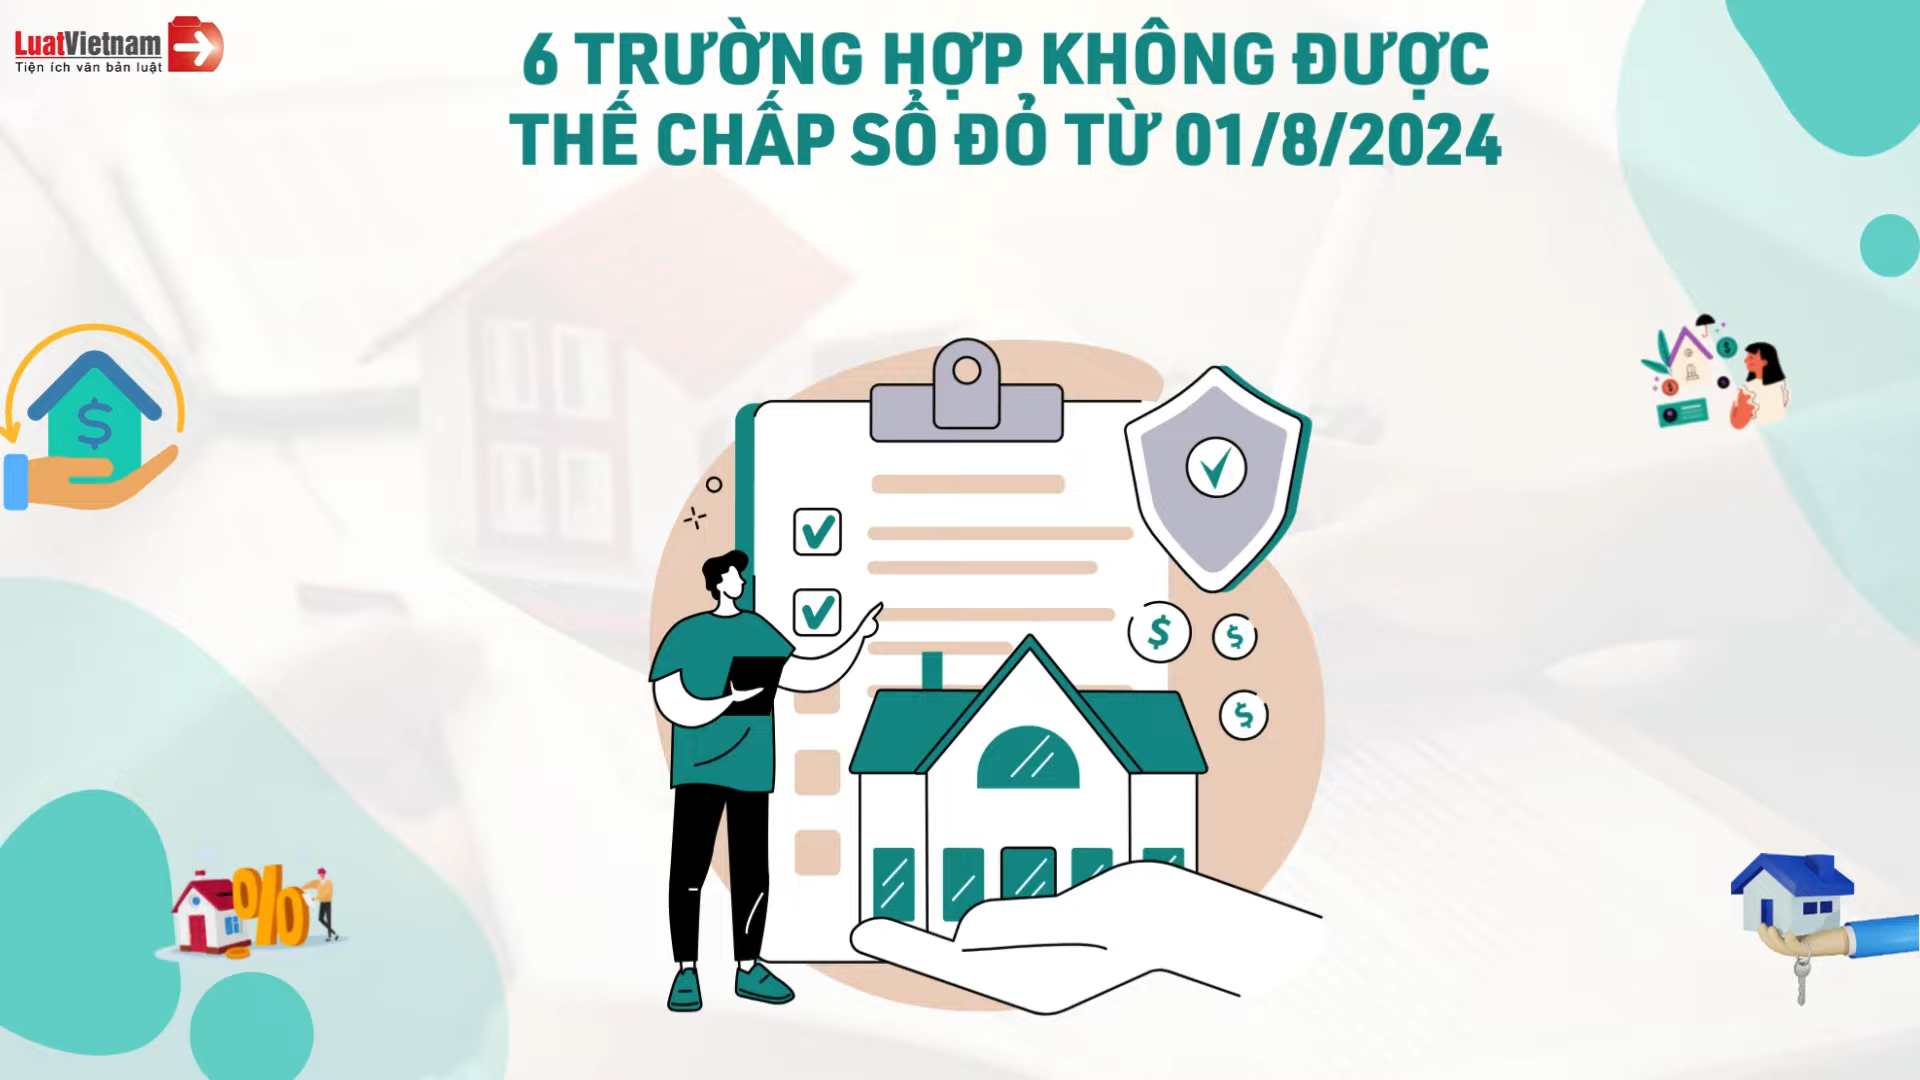 LuatVietnam
Tiện ích văn bản luật
6 TRƯỜNG HỢP KHÔNG ĐƯỢC
THẾ CHẤP SỔ ĐỎ TỪ 01/8/2024